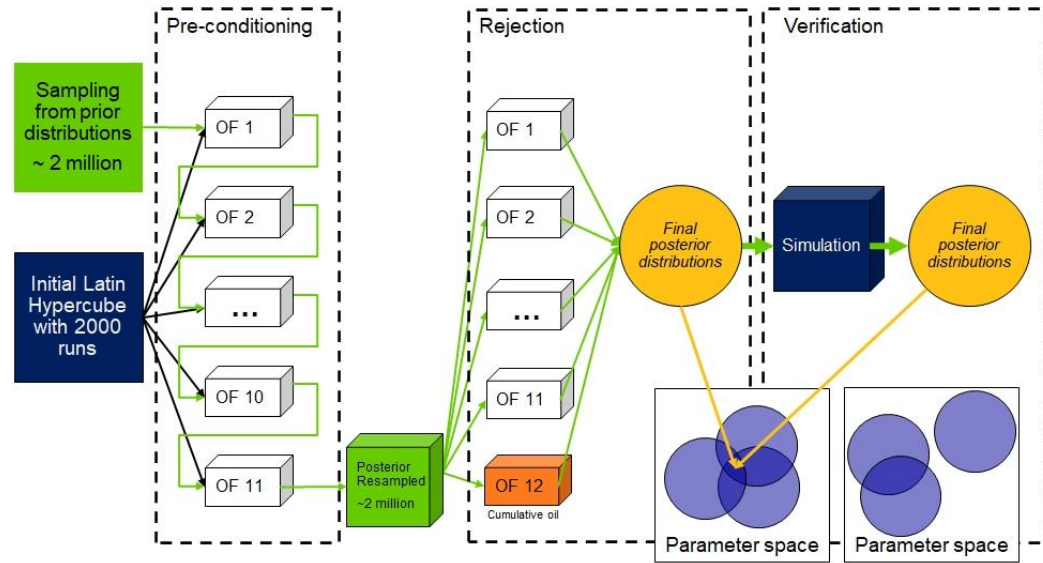 Pre-conditioning
Rejection
Verification
Sampling
from prior
distributions
~ 2 million
Initial Latin
Hypercube
with 2000
runs
OF 1
OF 2
...
OF 10
OF 11
Posterior
Resampled
~2 million
OF 1
OF 2
...
OF 11
OF 12
Cumulative oil
Final
posterior
distributions
Simulation
Final
posterior
distributions
Parameter space
Parameter space